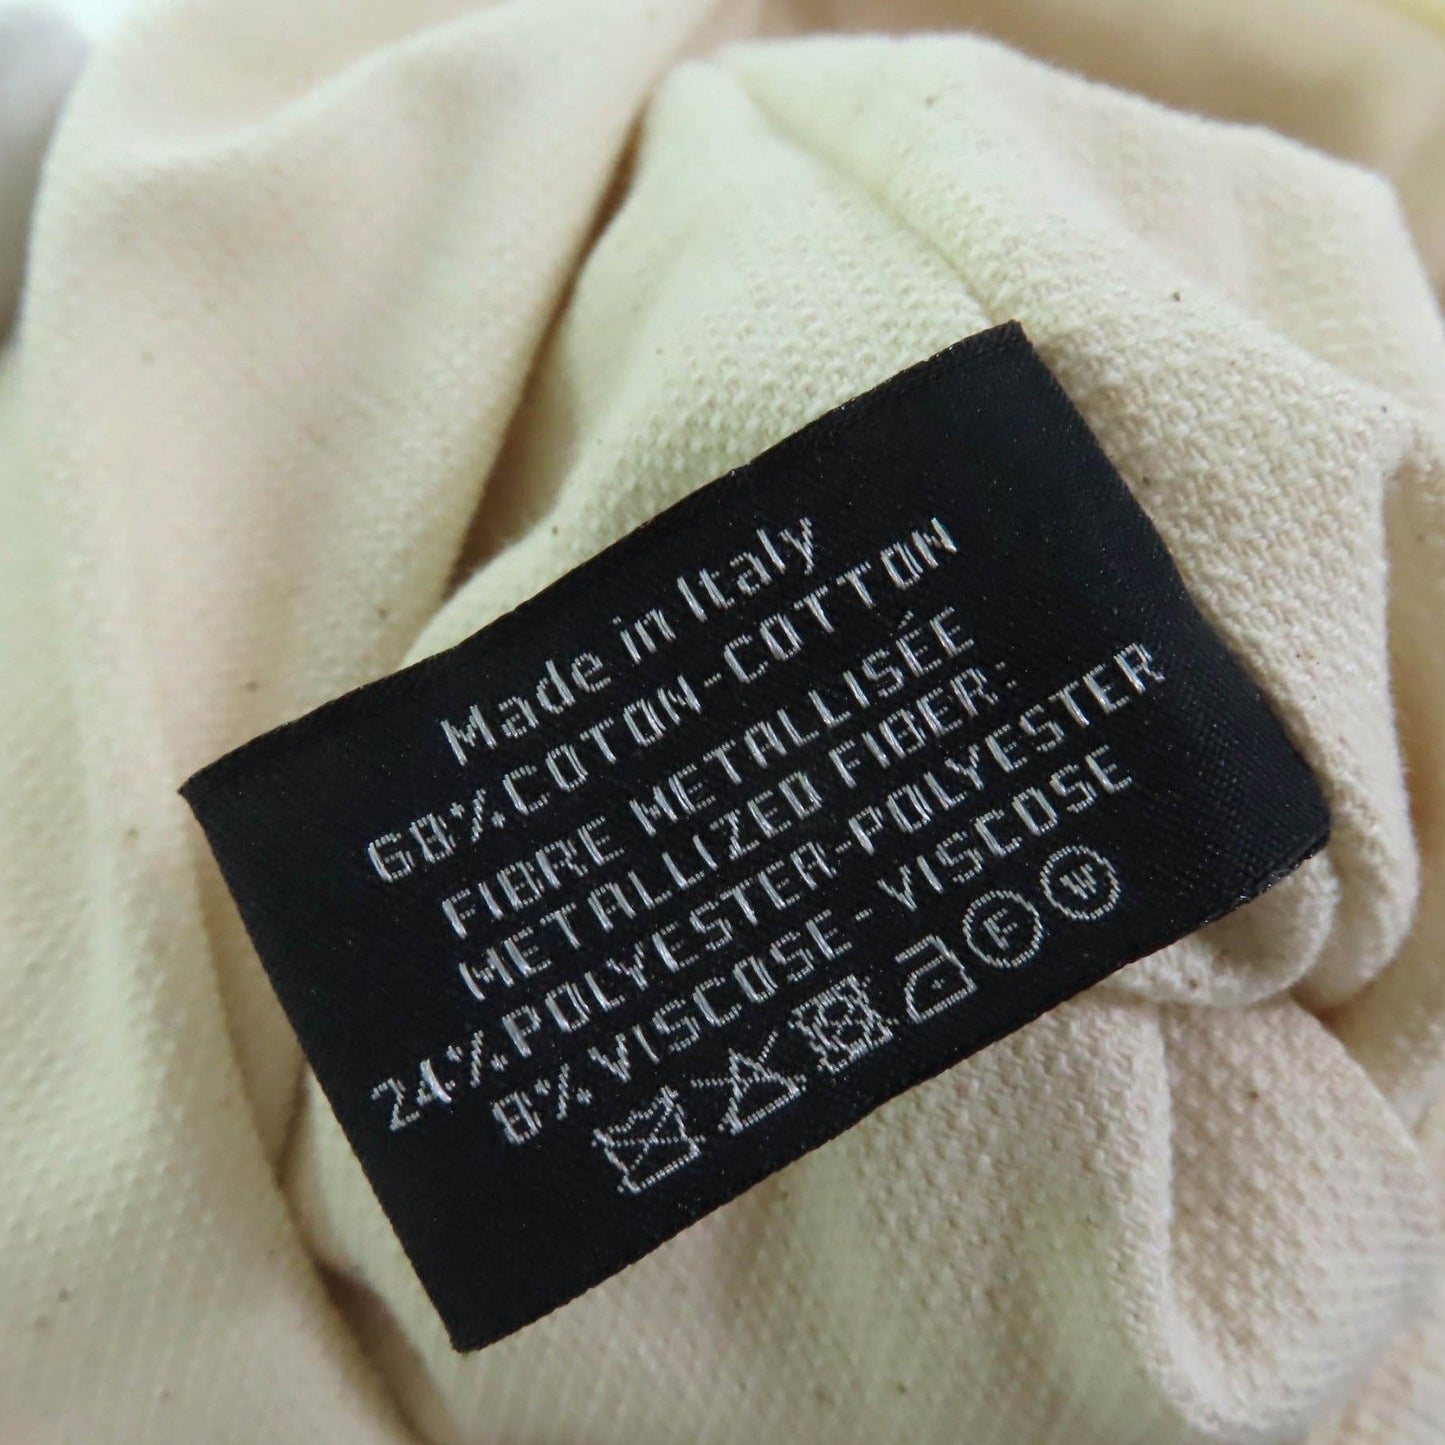 Made in Italy
68%COTON-COTTON
FIBRE METALLISÉE
METALLIZED FIBER:
24%POLYESTER-POLYESTER
8%VISCOSE-VISCOSE
F W